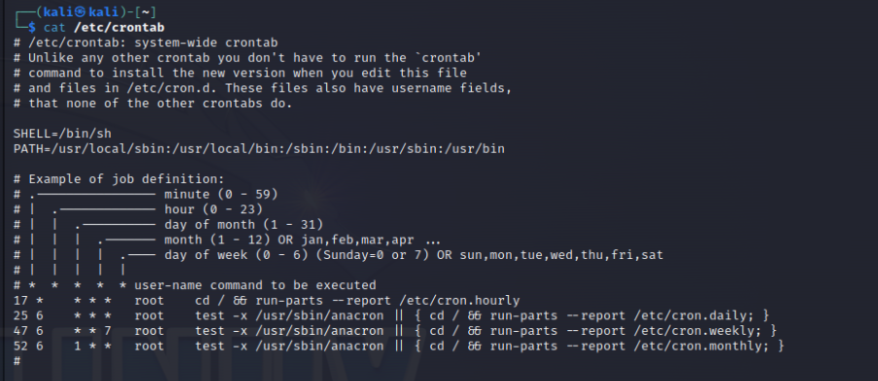 ┌──(kali㉿kali)-[~]
└─$ cat /etc/crontab
# /etc/crontab: system-wide crontab
# Unlike any other crontab you don't have to run the `crontab'
# command to install the new version when you edit this file
# and files in /etc/cron.d. These files also have username fields,
# that none of the other crontabs do.

SHELL=/bin/sh
PATH=/usr/local/sbin:/usr/local/bin:/sbin:/bin:/usr/sbin:/usr/bin

# Example of job definition:
# .---------------- minute (0 - 59)
# |  .------------- hour (0 - 23)
# |  |  .---------- day of month (1 - 31)
# |  |  |  .------- month (1 - 12) OR jan,feb,mar,apr ...
# |  |  |  |  .---- day of week (0 - 6) (Sunday=0 or 7) OR sun,mon,tue,wed,thu,fri,sat
# |  |  |  |  |
# *  *  *  *  * user-name command to be executed
17 *    * * *   root    cd / && run-parts --report /etc/cron.hourly
25 6    * * *   root    test -x /usr/sbin/anacron || { cd / && run-parts --report /etc/cron.daily; }
47 6    * * 7   root    test -x /usr/sbin/anacron || { cd / && run-parts --report /etc/cron.weekly; }
52 6    1 * *   root    test -x /usr/sbin/anacron || { cd / && run-parts --report /etc/cron.monthly; }
#